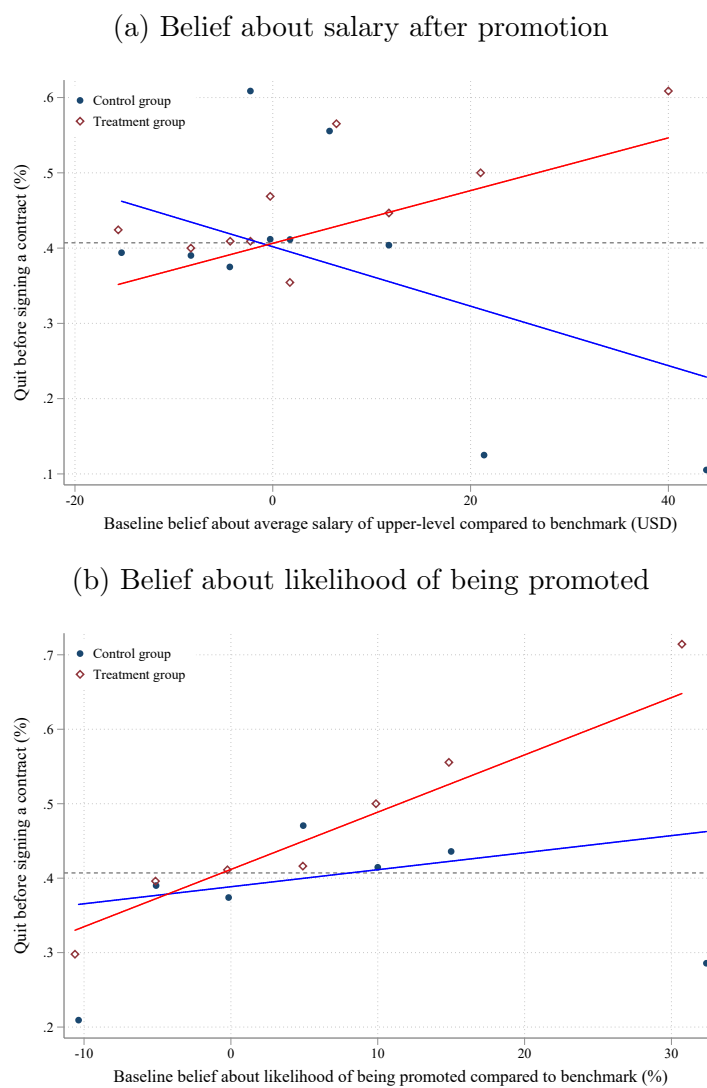 (a) Belief about salary after promotion
.6
.5
.4
.3
.2
.1
Quit before signing a contract (%)
Control group
Treatment group
-20
0
20
40
Baseline belief about average salary of upper-level compared to benchmark (USD)
(b) Belief about likelihood of being promoted
.7
.6
.5
.4
.3
.2
Quit before signing a contract (%)
Control group
Treatment group
-10
0
10
20
30
Baseline belief about likelihood of being promoted compared to benchmark (%)